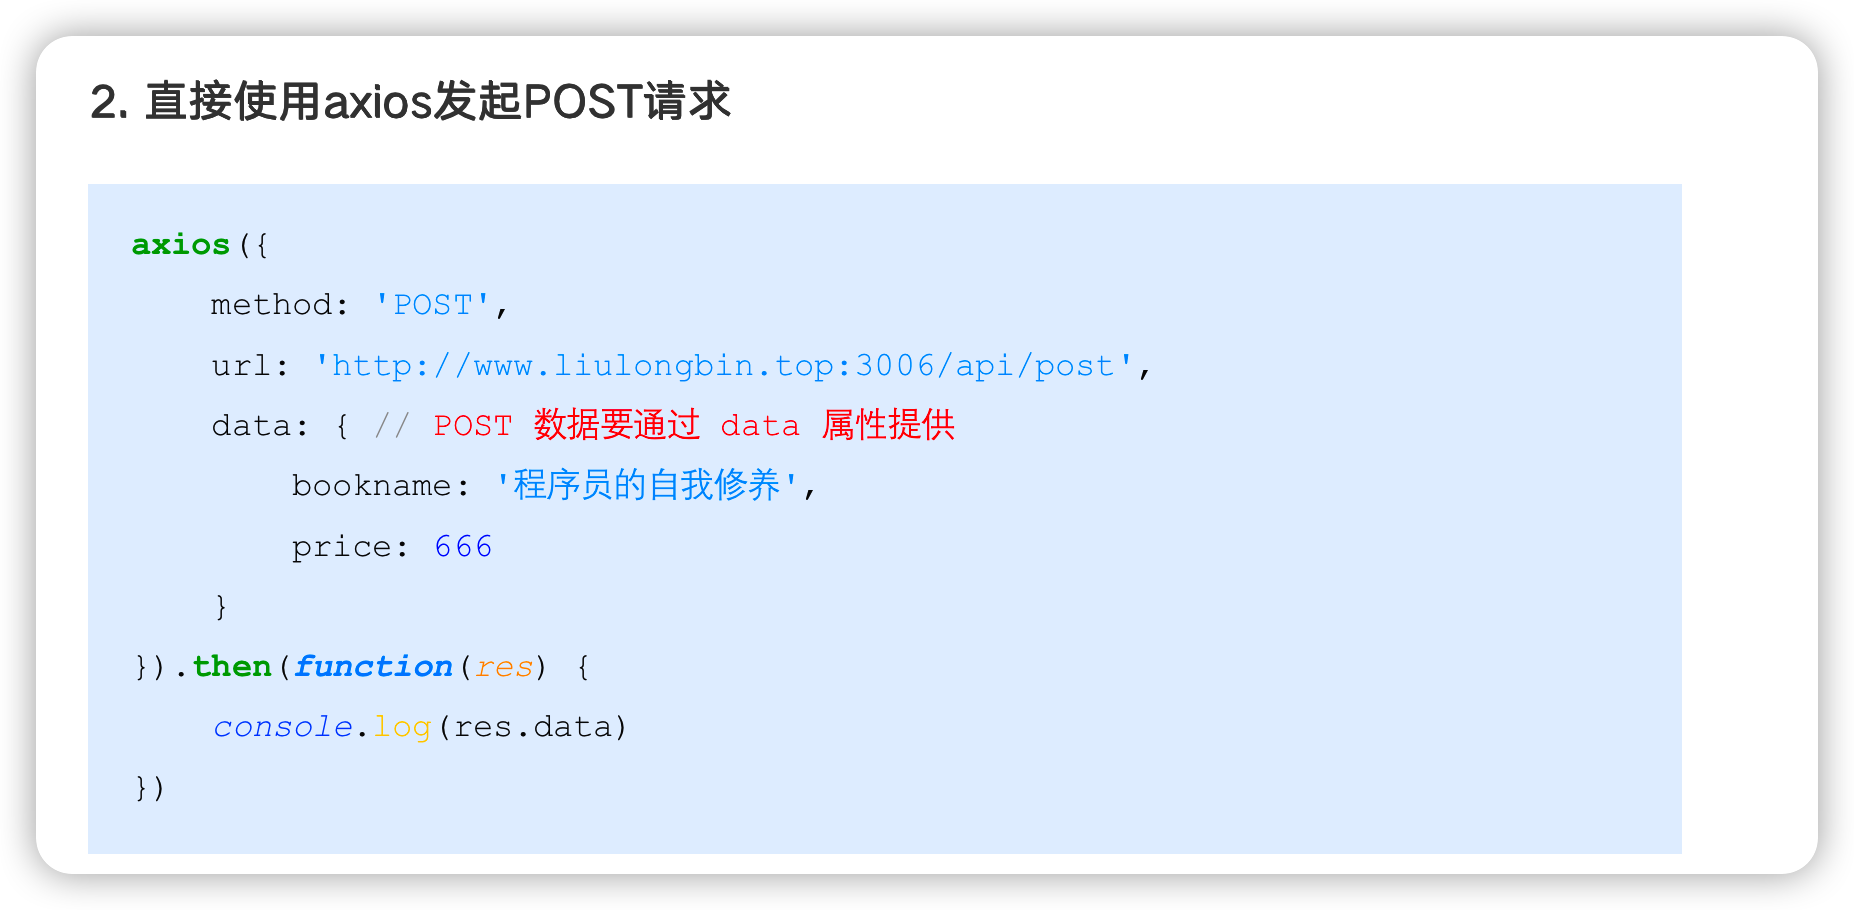 2. 直接使用axios发起POST请求
axios({
    method: 'POST',
    url: 'http://www.liulongbin.top:3006/api/post',
    data: { // POST 数据要通过 data 属性提供
        bookname: '程序员的自我修养',
        price: 666
    }
}).then(function(res) {
    console.log(res.data)
})